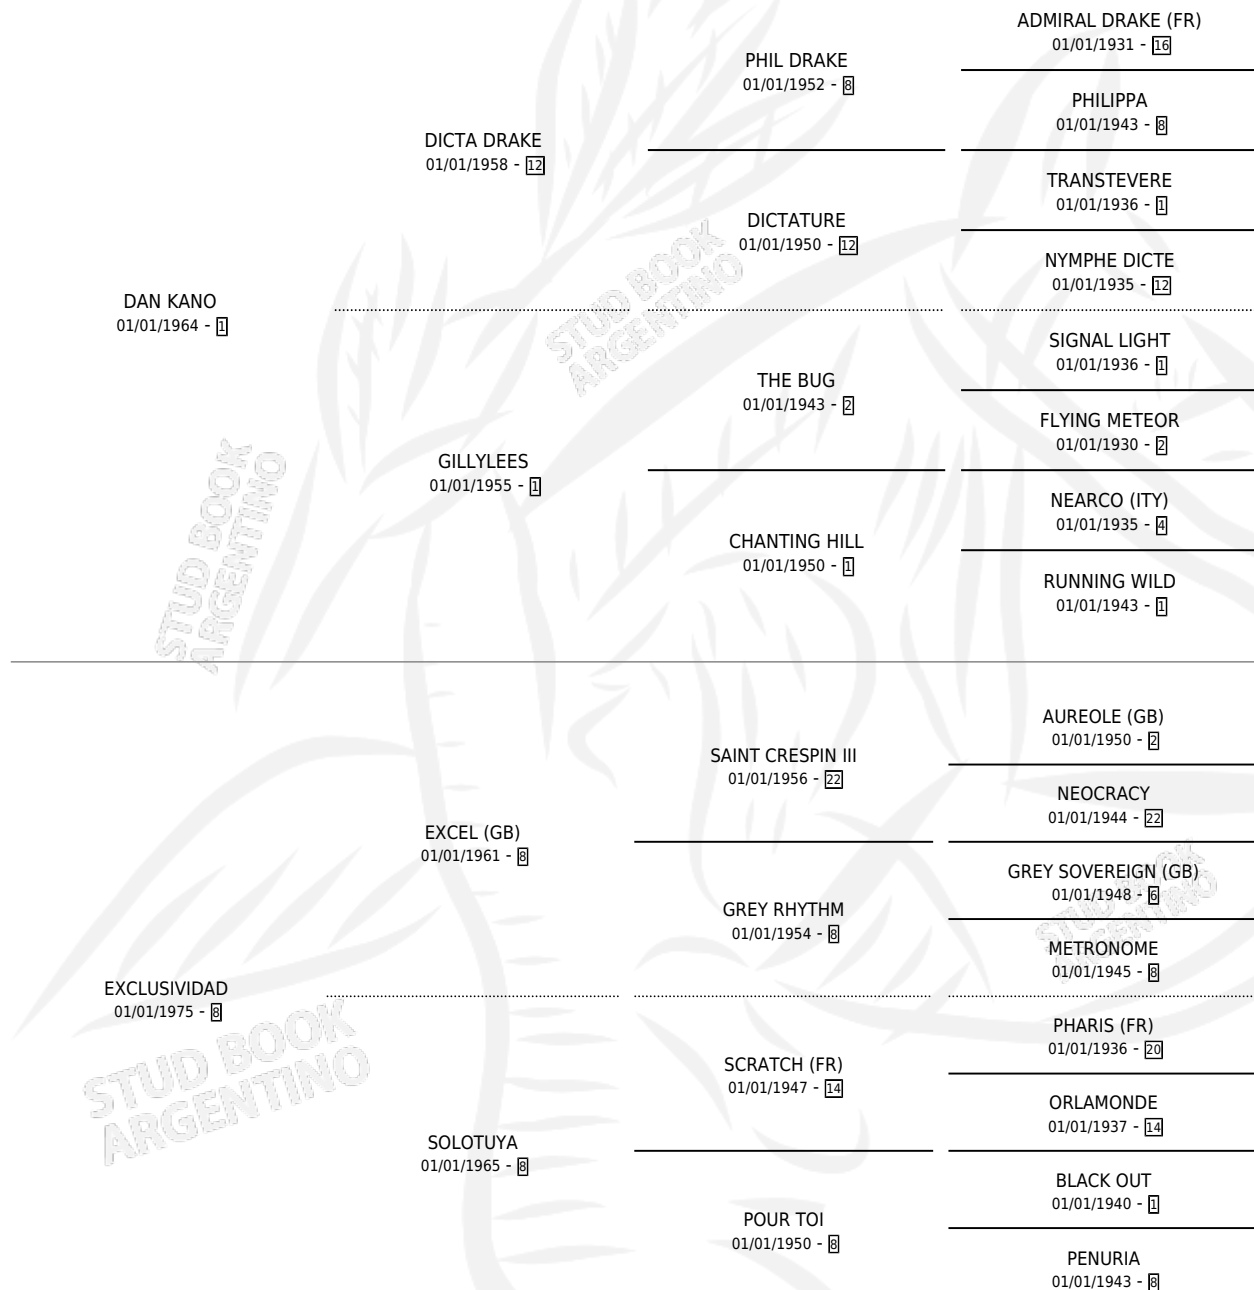 ADMIRAL DRAKE (FR)
01/01/1931 - 16
PHIL DRAKE
01/01/1952 - 8
PHILIPPA
01/01/1943 - 8
DICTA DRAKE
01/01/1958 - 12
TRANSTEVERE
01/01/1936 - 1
DICTATURE
01/01/1950 - 12
NYMPHE DICTE
01/01/1935 - 12
DAN KANO
01/01/1964 - 1
STUD BOOK
ARGENTINO
SIGNAL LIGHT
01/01/1936 - 1
THE BUG
01/01/1943 - 2
FLYING METEOR
01/01/1930 - 2
GILLYLEES
01/01/1955 - 1
NEARCO (ITY)
01/01/1935 - 4
CHANTING HILL
01/01/1950 - 1
RUNNING WILD
01/01/1943 - 1
STUD BOOK
ARGENTINO
AUREOLE (GB)
01/01/1950 - 2
SAINT CRESPIN III
01/01/1956 - 22
NEOCRACY
01/01/1944 - 22
EXCEL (GB)
01/01/1961 - 8
GREY SOVEREIGN (GB)
01/01/1948 - 6
GREY RHYTHM
01/01/1954 - 8
METRONOME
01/01/1945 - 8
STUD BOOK
ARGENTINO
EXCLUSIVIDAD
01/01/1975 - 8
STUD BOOK
ARGENTINO
PHARIS (FR)
01/01/1936 - 20
SCRATCH (FR)
01/01/1947 - 14
ORLAMONDE
01/01/1937 - 14
SOLOTUYA
01/01/1965 - 8
BLACK OUT
01/01/1940 - 1
POUR TOI
01/01/1950 - 8
PENURIA
01/01/1943 - 8